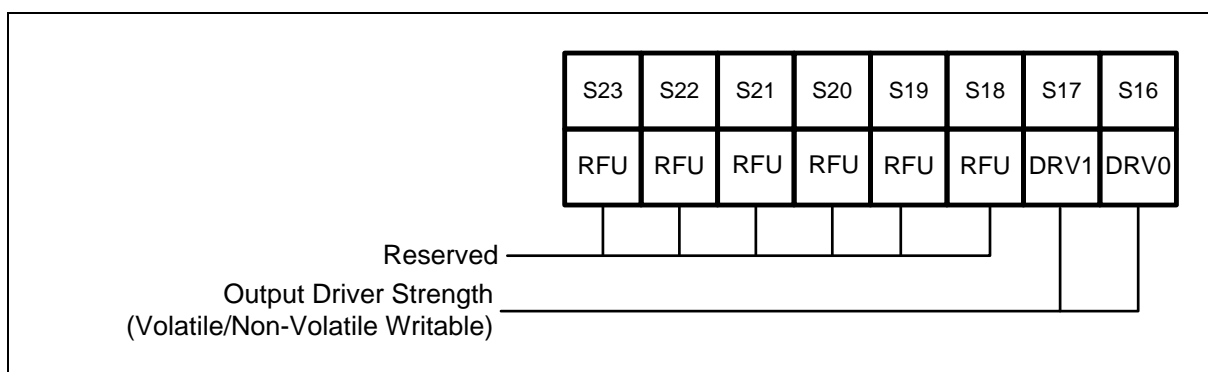 S23 S22 S21 S20 S19 S18 S17 S16
RFU RFU RFU RFU RFU RFU DRV1 DRV0
Reserved
Output Driver Strength
(Volatile/Non-Volatile Writable)